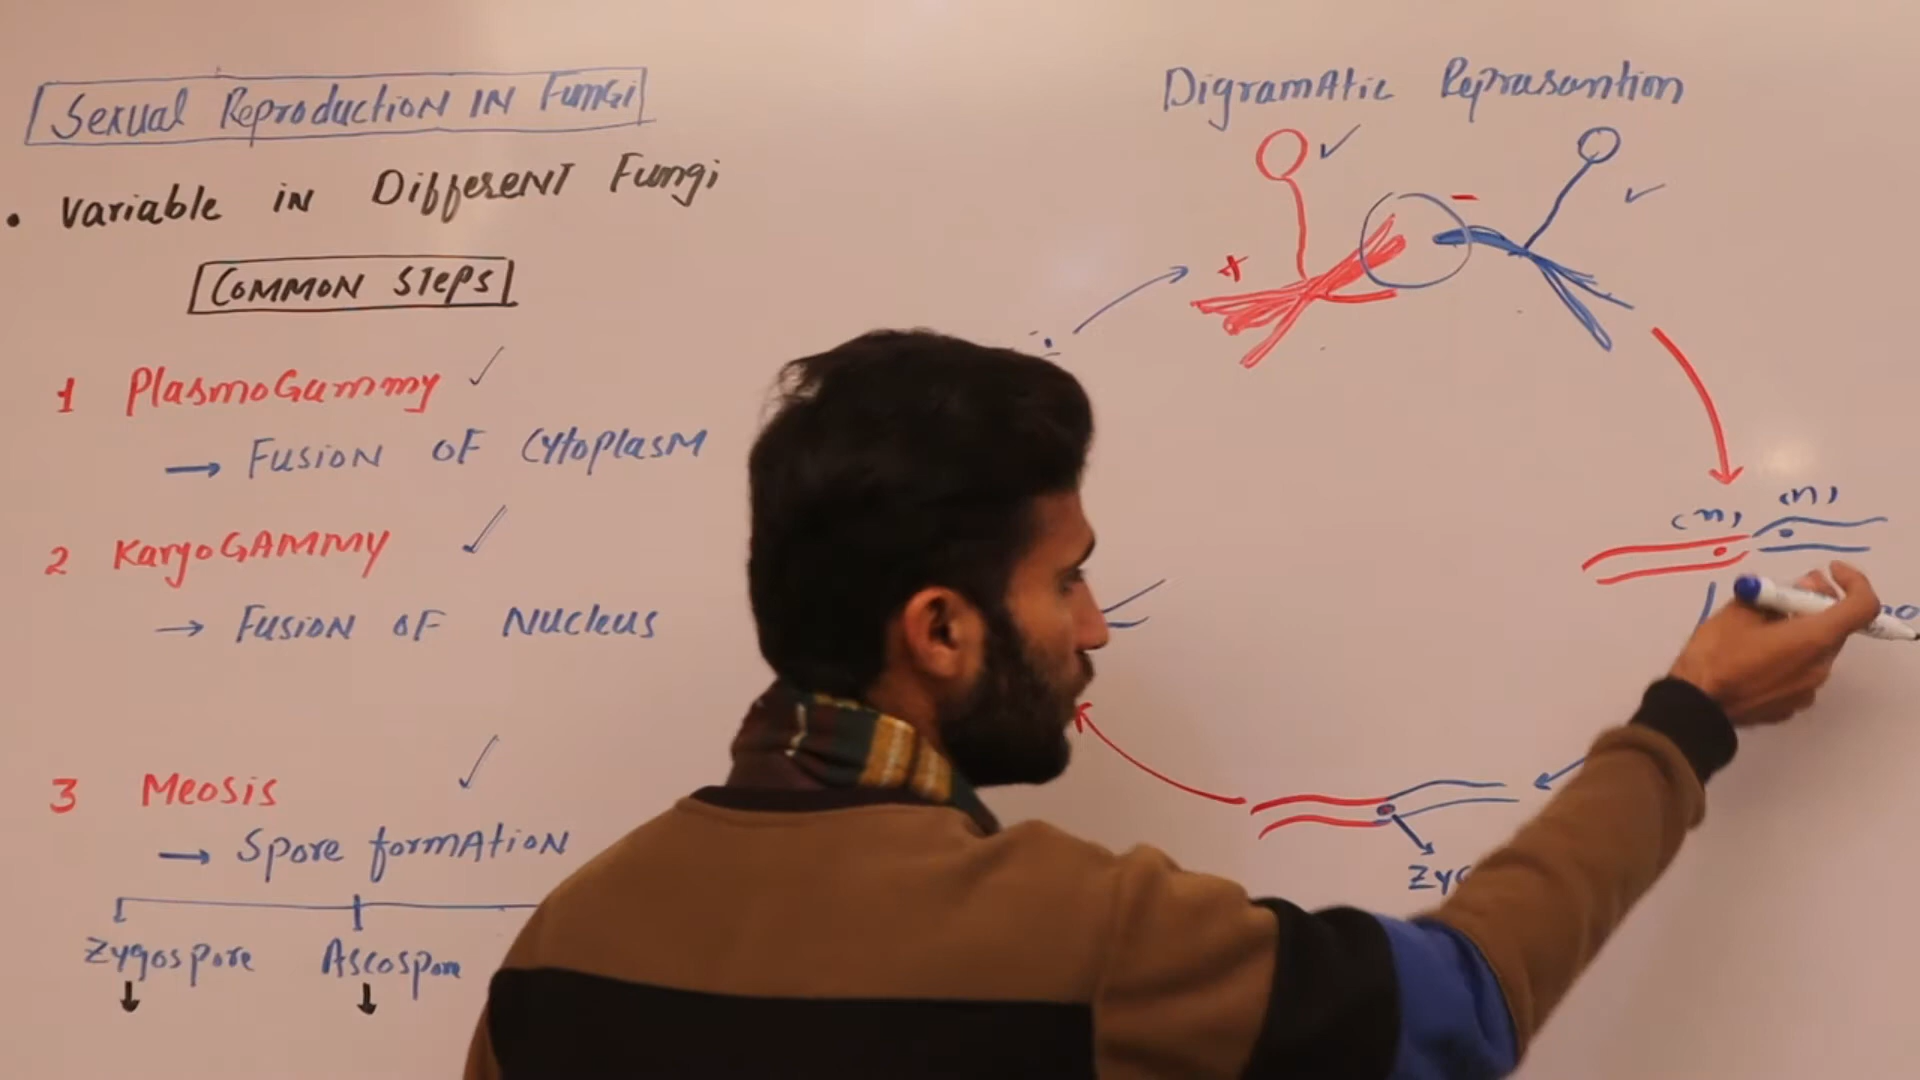 Sexual Reproduction IN Fungi
• Variable in Different Fungi
Common Steps
1 PlasmoGammy ✓
→ Fusion of Cytoplasm
2 KaryoGammy ✓
→ Fusion of Nucleus
3 Meosis ✓
→ Spore formation
Zygospore Ascospore
Digramatic Reprasantion
+ -
(n) (n)